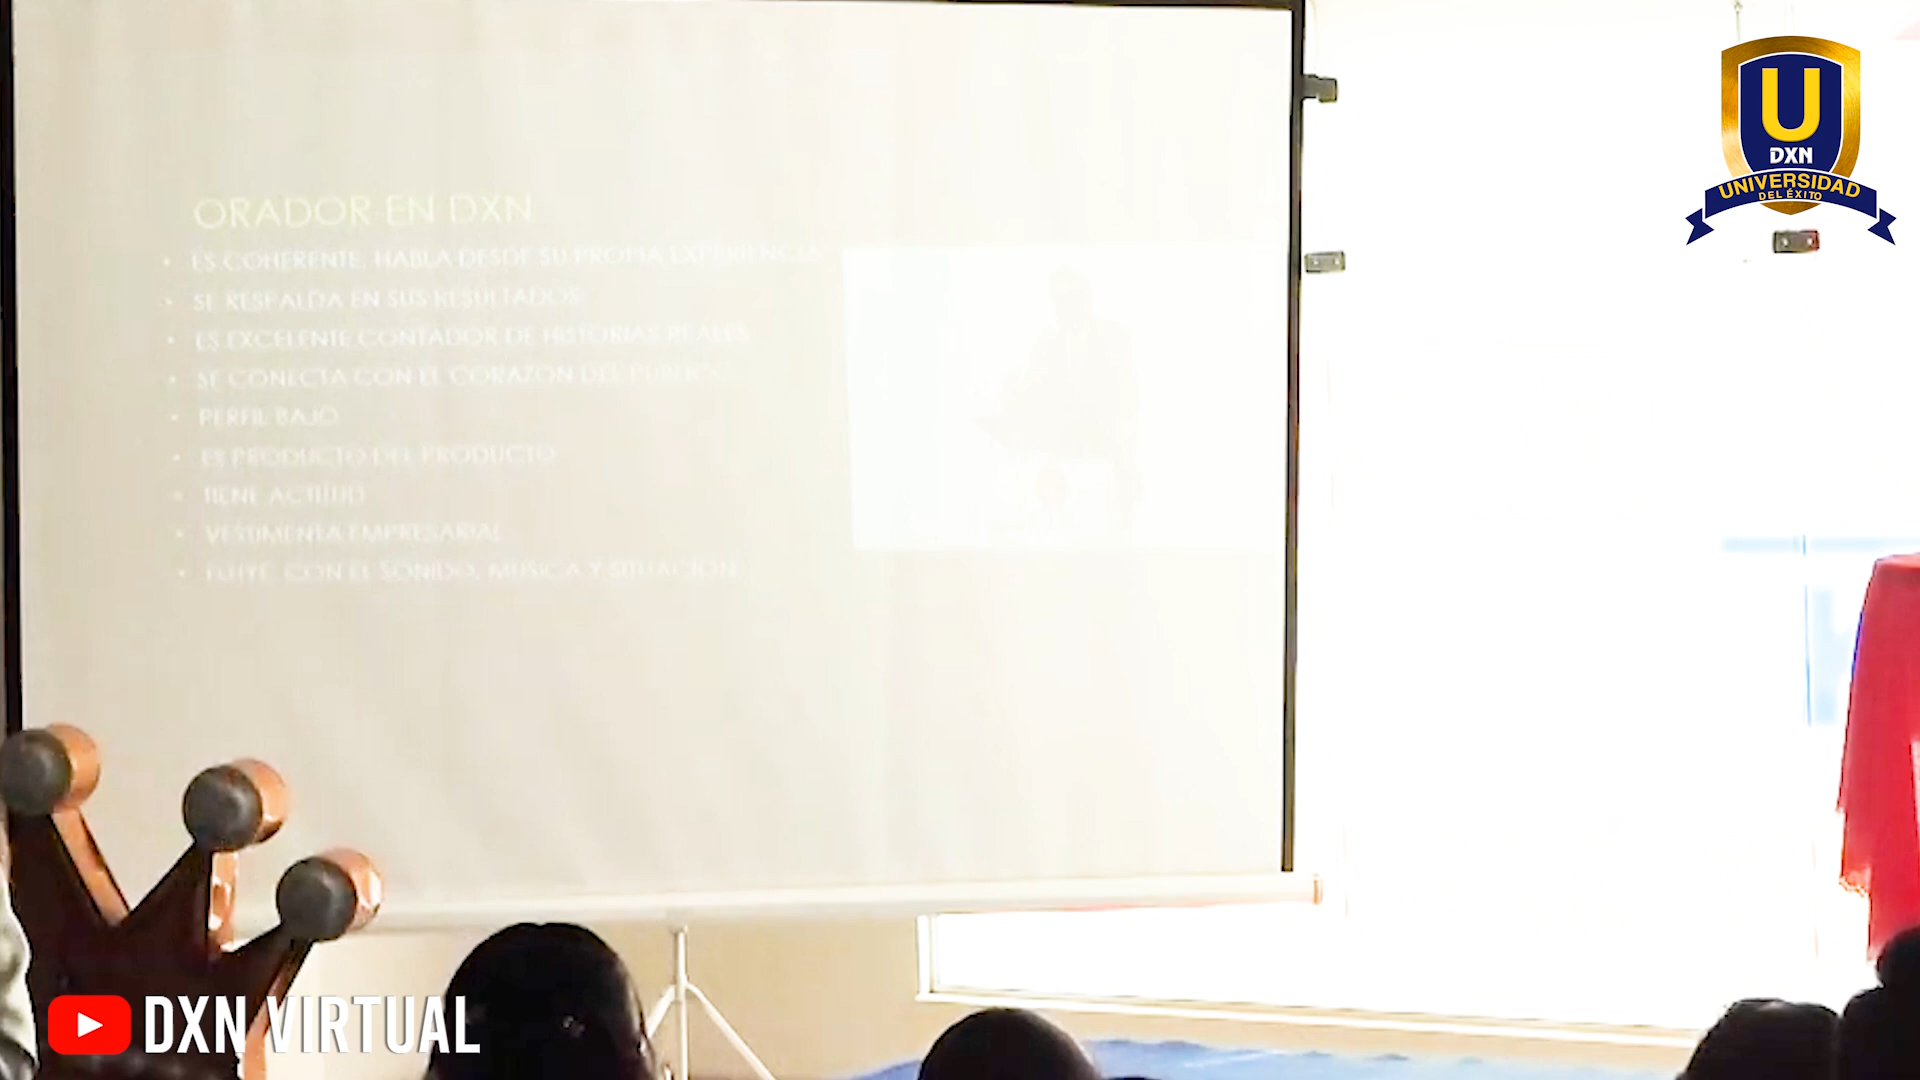 U
DXN
UNIVERSIDAD
DEL ÉXITO
ORADOR EN DXN
• ES COHERENTE, HABLA DESDE SU PROPIA EXPERIENCIA
• SE RESPALDA EN SUS RESULTADOS
• ES EXCELENTE CONTADOR DE HISTORIAS REALES
• SE CONECTA CON EL CORAZON DEL PUBLICO
• PERFIL BAJO
• ES PRODUCTO DEL PRODUCTO
• TIENE ACTITUD
• VESTIMENTA EMPRESARIAL
• FLUYE CON EL SONIDO, MUSICA Y SITUACION
DXN VIRTUAL